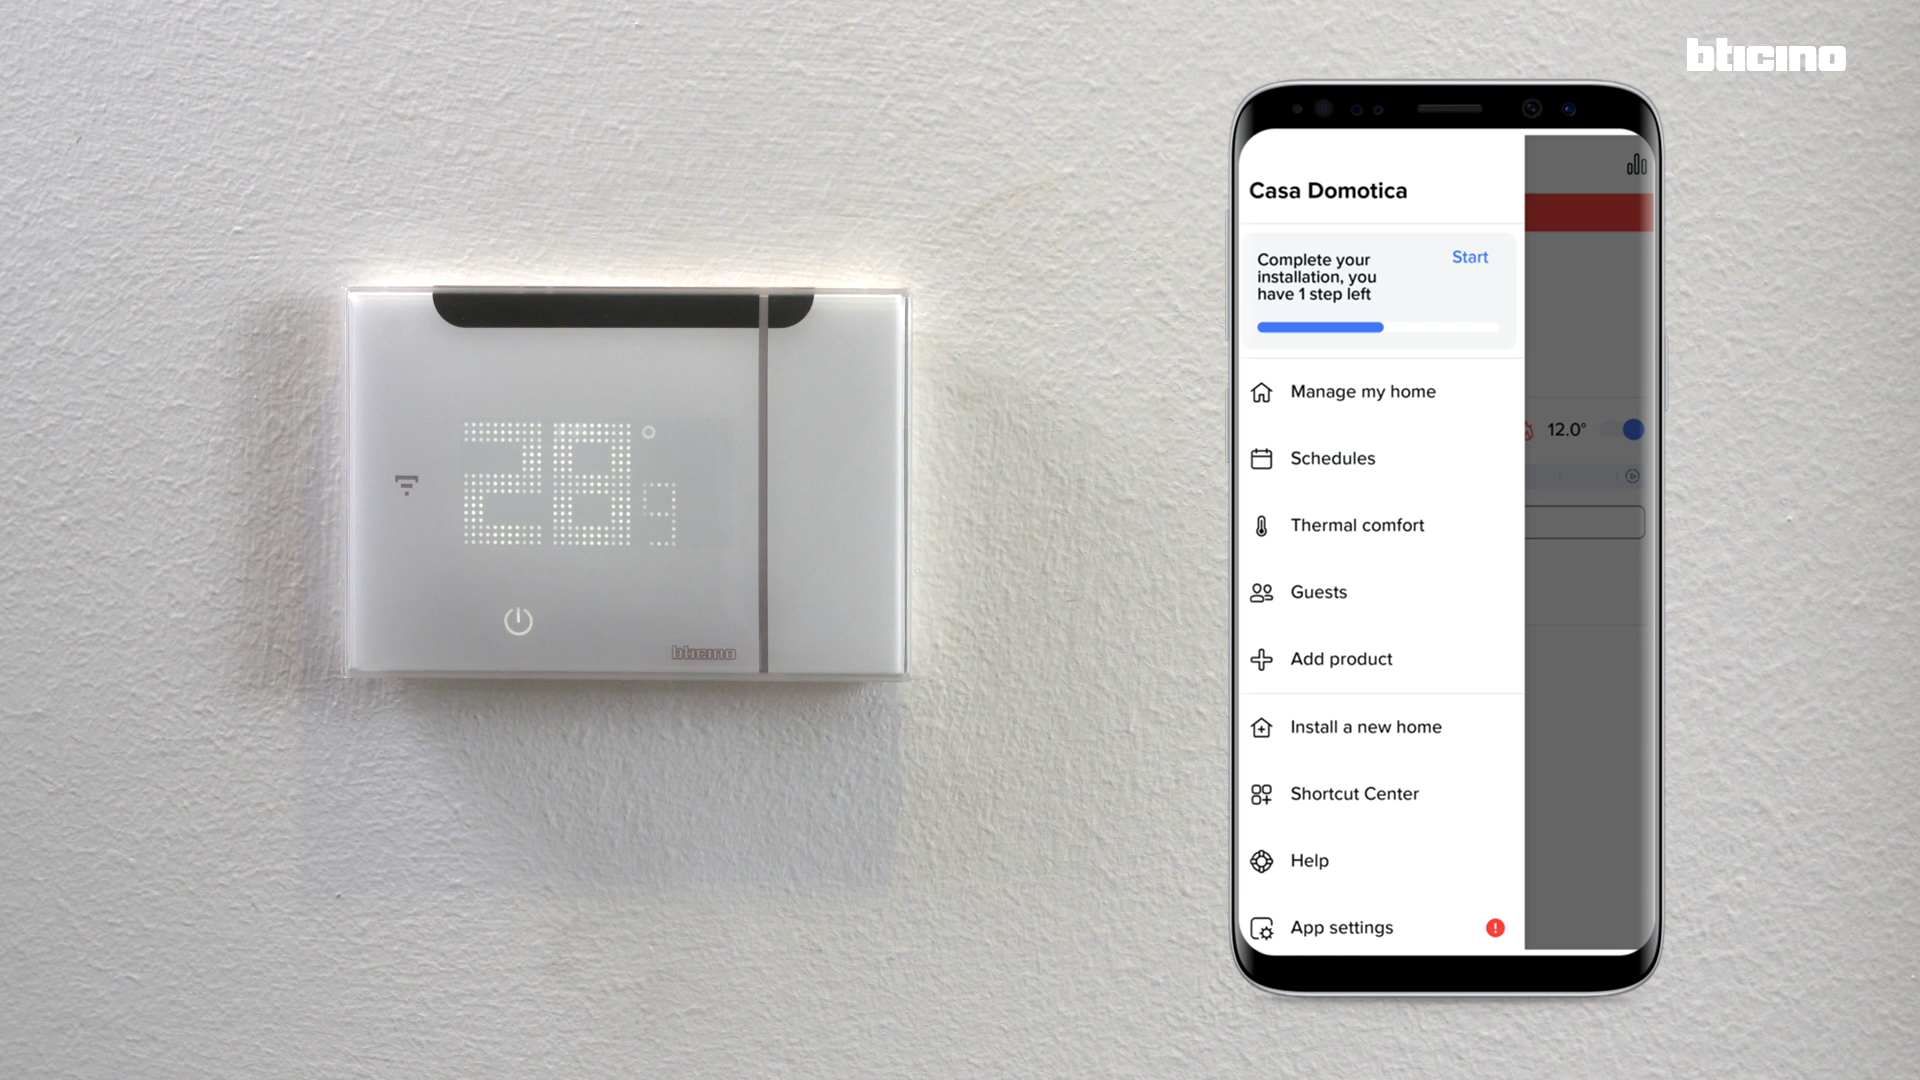 bticino
28°9
bticino
Casa Domotica
Complete your
installation, you
have 1 step left
Start
Manage my home
12.0°
Schedules
Thermal comfort
Guests
Add product
Install a new home
Shortcut Center
Help
App settings
!